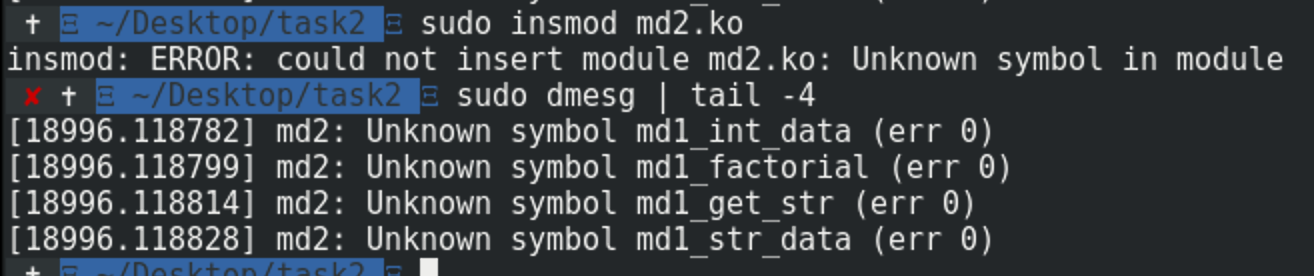 † Ξ ~/Desktop/task2 Ξ sudo insmod md2.ko
insmod: ERROR: could not insert module md2.ko: Unknown symbol in module
✘ † Ξ ~/Desktop/task2 Ξ sudo dmesg | tail -4
[18996.118782] md2: Unknown symbol md1_int_data (err 0)
[18996.118799] md2: Unknown symbol md1_factorial (err 0)
[18996.118814] md2: Unknown symbol md1_get_str (err 0)
[18996.118828] md2: Unknown symbol md1_str_data (err 0)
† Ξ ~/Desktop/task2 Ξ